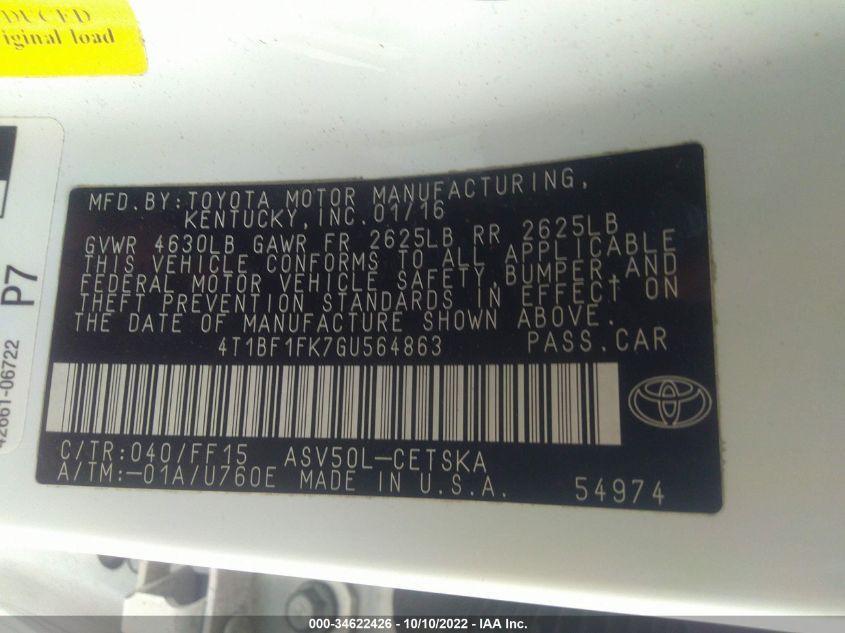 DUCED
iginal load
P7
42661-06722
MFD.BY:TOYOTA MOTOR MANUFACTURING,
KENTUCKY, INC. 01/16
GVWR 4630LB GAWR FR 2625LB RR 2625LB
THIS VEHICLE CONFORMS TO ALL APPLICABLE
FEDERAL MOTOR VEHICLE SAFETY, BUMPER, AND
THEFT PREVENTION STANDARDS IN EFFECT ON
THE DATE OF MANUFACTURE SHOWN ABOVE.
4T1BF1FK7GU564863 PASS.CAR
C/TR:040/FF15 ASV50L-CETSKA
A/TM:-01A/U760E MADE IN U.S.A. 54974
000-34622426 - 10/10/2022 - IAA Inc.